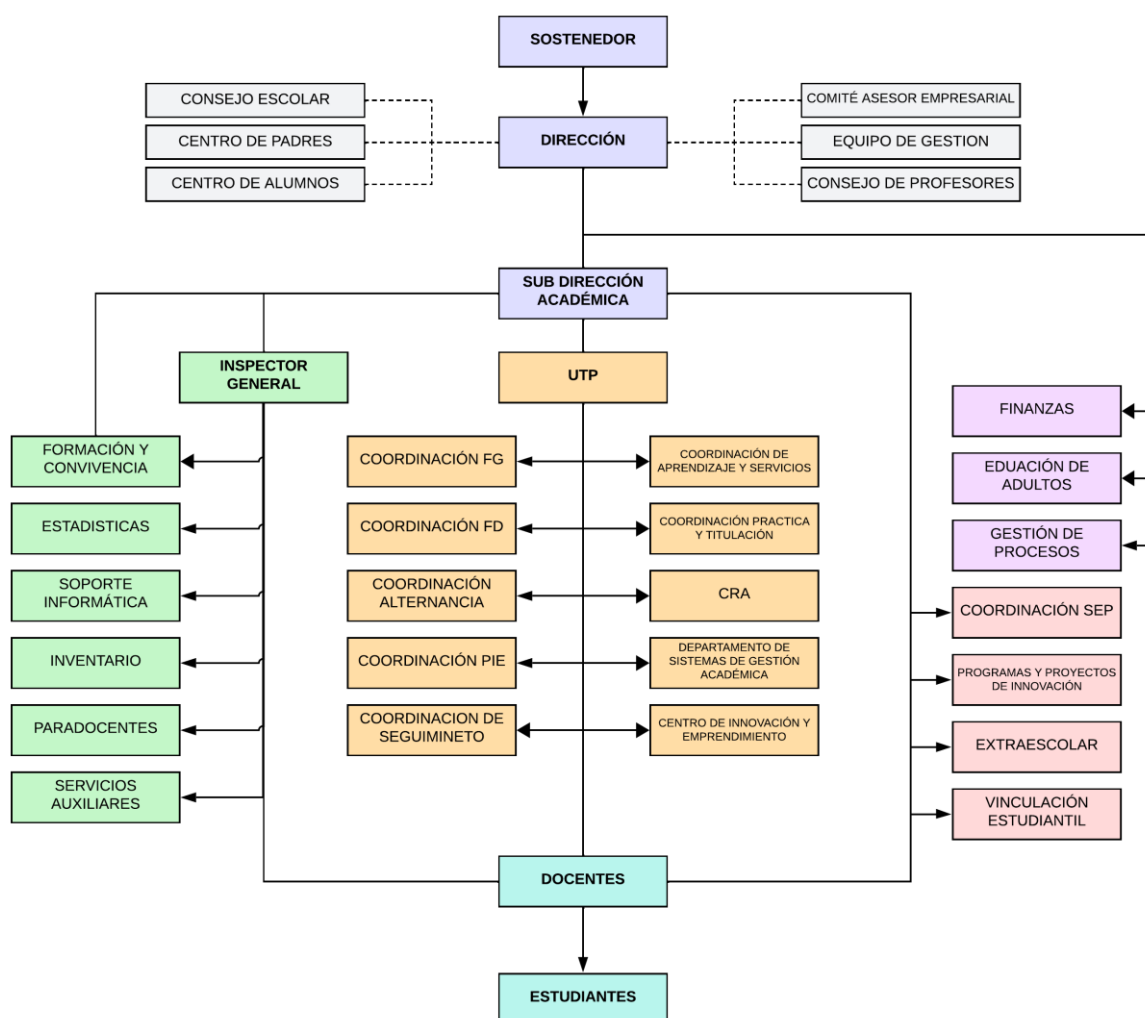 SOSTENEDOR
CONSEJO ESCOLAR
CENTRO DE PADRES
CENTRO DE ALUMNOS
DIRECCIÓN
COMITÉ ASESOR EMPRESARIAL
EQUIPO DE GESTION
CONSEJO DE PROFESORES
SUB DIRECCIÓN
ACADÉMICA
INSPECTOR
GENERAL
UTP
FORMACIÓN Y
CONVIVENCIA
ESTADISTICAS
SOPORTE
INFORMÁTICA
INVENTARIO
PARADOCENTES
SERVICIOS
AUXILIARES
COORDINACIÓN FG
COORDINACIÓN FD
COORDINACIÓN
ALTERNANCIA
COORDINACIÓN PIE
COORDINACION DE
SEGUIMINETO
COORDINACIÓN DE
APRENDIZAJE Y SERVICIOS
COORDINACIÓN PRACTICA
Y TITULACIÓN
CRA
DEPARTAMENTO DE
SISTEMAS DE GESTIÓN
ACADÉMICA
CENTRO DE INNOVACIÓN Y
EMPRENDIMIENTO
FINANZAS
EDUACIÓN DE
ADULTOS
GESTIÓN DE
PROCESOS
COORDINACIÓN SEP
PROGRAMAS Y PROYECTOS
DE INNOVACIÓN
EXTRAESCOLAR
VINCULACIÓN
ESTUDIANTIL
DOCENTES
ESTUDIANTES